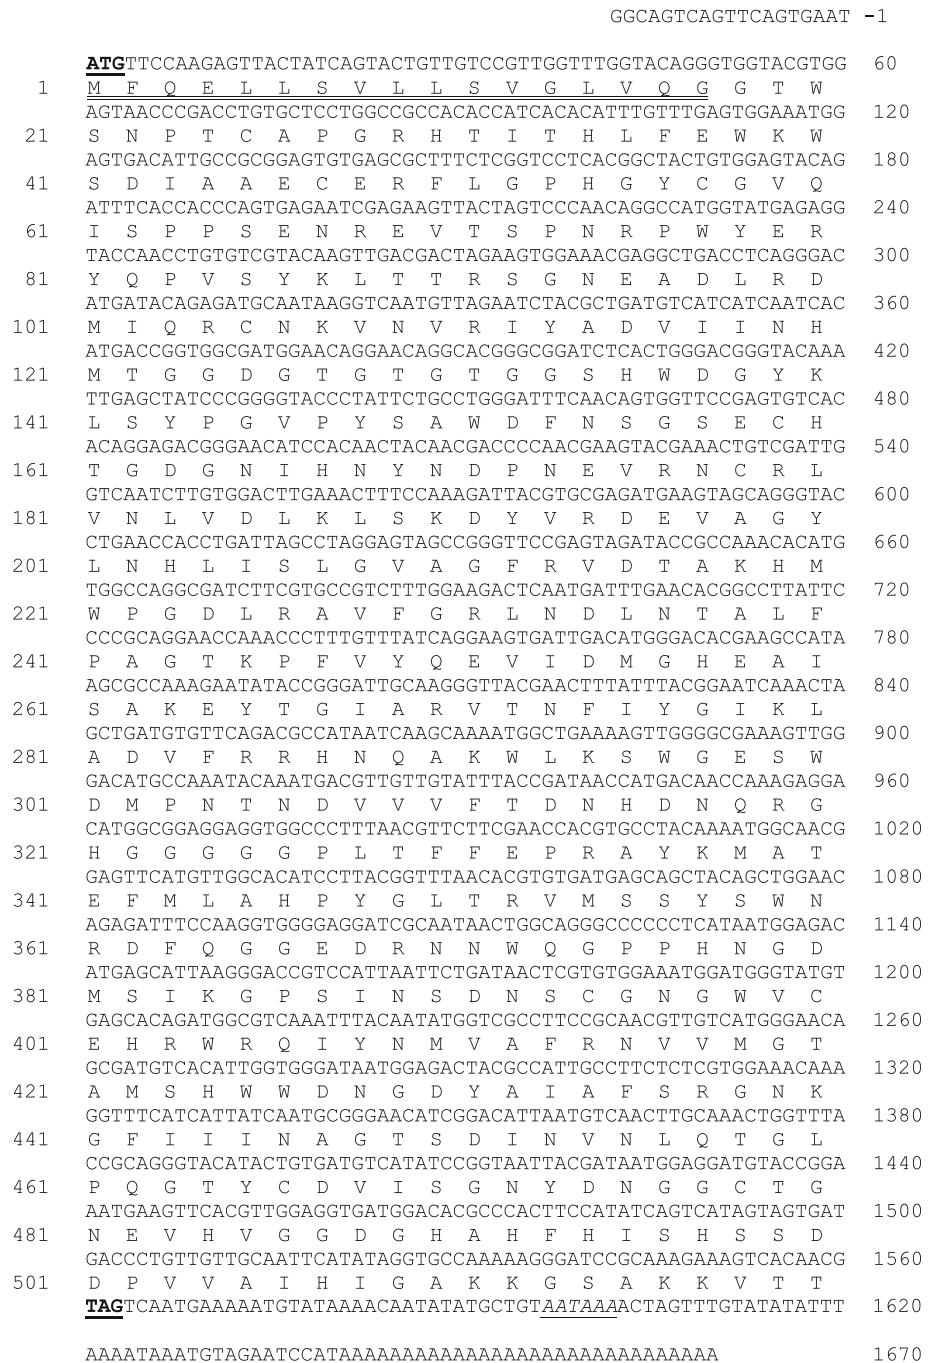 GGCAGTCAGTTCAGTGAAT -1
ATGTTCCAAGAGTTACTATCAGTACTGTTGTCCGTTGGTTTGGTACAGGGTGGTACGTGG 60
1 M F Q E L L S V L L S V G L V Q G G T W
AGTAACCCGACCTGTGCTCCTGGCCGCCACACCATCACACATTTGTTTGAGTGGAAATGG 120
21 S N P T C A P G R H T I T H L F E W K W
AGTGACATTGCCGCGGAGTGTGAGCGCTTTCTCGGTCCTCACGGCTACTGTGGAGTACAG 180
41 S D I A A E C E R F L G P H G Y C G V Q
ATTTCACCACCCAGTGAGAATCGAGAAGTTACTAGTCCCAACAGGCCATGGTATGAGAGG 240
61 I S P P S E N R E V T S P N R P W Y E R
TACCAACCTGTGTCGTACAAGTTGACGACTAGAAGTGGAAACGAGGCTGACCTCAGGGAC 300
81 Y Q P V S Y K L T T R S G N E A D L R D
ATGATACAGAGATGCAATAAGGTCAATGTTAGAATCTACGCTGATGTCATCATCAATCAC 360
101 M I Q R C N K V N V R I Y A D V I I N H
ATGACCGGTGGCGATGGAACAGGAACAGGCACGGGCGGATCTCACTGGGACGGGTACAAA 420
121 M T G G D G T G T G T G G S H W D G Y K
TTGAGCTATCCCGGGGTACCCTATTCTGCCTGGGATTTCAACAGTGGTTCCGAGTGTCAC 480
141 L S Y P G V P Y S A W D F N S G S E C H
ACAGGAGACGGGAACATCCACAACTACAACGACCCCAACGAAGTACGAAACTGTCGATTG 540
161 T G D G N I H N Y N D P N E V R N C R L
GTCAATCTTGTGGACTTGAAACTTTCCAAAGATTACGTGCGAGATGAAGTAGCAGGGTAC 600
181 V N L V D L K L S K D Y V R D E V A G Y
CTGAACCACCTGATTAGCCTAGGAGTAGCCGGGTTCCGAGTAGATACCGCCAAACACATG 660
201 L N H L I S L G V A G F R V D T A K H M
TGGCCAGGCGATCTTCGTGCCGTCTTTGGAAGACTCAATGATTTGAACACGGCCTTATTC 720
221 W P G D L R A V F G R L N D L N T A L F
CCCGCAGGAACCAAACCCTTTGTTTATCAGGAAGTGATTGACATGGGACACGAAGCCATA 780
241 P A G T K P F V Y Q E V I D M G H E A I
AGCGCCAAAGAATATACCGGGATTGCAAGGGTTACGAACTTTATTTACGGAATCAAACTA 840
261 S A K E Y T G I A R V T N F I Y G I K L
GCTGATGTGTTCAGACGCCATAATCAAGCAAAATGGCTGAAAAGTTGGGGCGAAAGTTGG 900
281 A D V F R R H N Q A K W L K S W G E S W
GACATGCCAAATACAAATGACGTTGTTGTATTTACCGATAACCATGACAACCAAAGAGGA 960
301 D M P N T N D V V V F T D N H D N Q R G
CATGGCGGAGGAGGTGGCCCTTTAACGTTCTTCGAACCACGTGCCTACAAAATGGCAACG 1020
321 H G G G G G P L T F F E P R A Y K M A T
GAGTTCATGTTGGCACATCCTTACGGTTTAACACGTGTGATGAGCAGCTACAGCTGGAAC 1080
341 E F M L A H P Y G L T R V M S S Y S W N
AGAGATTTCCAAGGTGGGGAGGATCGCAATAACTGGCAGGGCCCCCCTCATAATGGAGAC 1140
361 R D F Q G G E D R N N W Q G P P H N G D
ATGAGCATTAAGGGACCGTCCATTAATTCTGATAACTCGTGTGGAAATGGATGGGTATGT 1200
381 M S I K G P S I N S D N S C G N G W V C
GAGCACAGATGGCGTCAAATTTACAATATGGTCGCCTTCCGCAACGTTGTCATGGGAACA 1260
401 E H R W R Q I Y N M V A F R N V V M G T
GCGATGTCACATTGGTGGGATAATGGAGACTACGCCATTGCCTTCTCTCGTGGAAACAAA 1320
421 A M S H W W D N G D Y A I A F S R G N K
GGTTTCATCATTATCAATGCGGGAACATCGGACATTAATGTCAACTTGCAAACTGGTTTA 1380
441 G F I I I N A G T S D I N V N L Q T G L
CCGCAGGGTACATACTGTGATGTCATATCCGGTAATTACGATAATGGAGGATGTACCGGA 1440
461 P Q G T Y C D V I S G N Y D N G G C T G
AATGAAGTTCACGTTGGAGGTGATGGACACGCCCACTTCCATATCAGTCATAGTAGTGAT 1500
481 N E V H V G G D G H A H F H I S H S S D
GACCCTGTTGTTGCAATTCATATAGGTGCCAAAAAGGGATCCGCAAAGAAAGTCACAACG 1560
501 D P V V A I H I G A K K G S A K K V T T
TAGTCAATGAAAAATGTATAAAACAATATATGCTGTAATAAAACTAGTTTGTATATATTT 1620
AAAATAAATGTAGAATCCATAAAAAAAAAAAAAAAAAAAAAAAAAAAAAA 1670